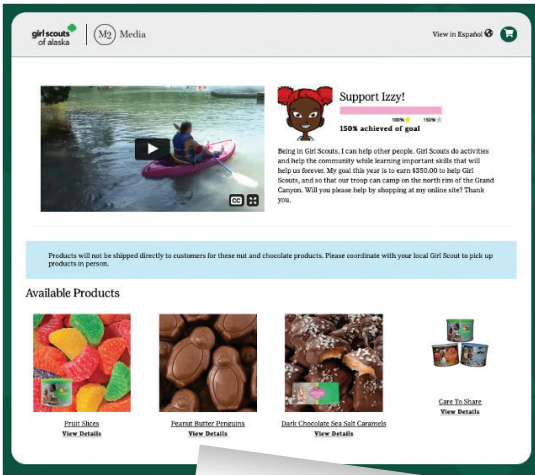 girl scouts
of alaska
M2 Media
View in Español
Support Izzy!
100% 150%
150% achieved of goal
Being in Girl Scouts, I can help other people. Girl Scouts do activities
and help the community while learning important skills that will
help us forever. My goal this year is to earn $350.00 to help Girl
Scouts, and so that our troop can camp on the north rim of the Grand
Canyon. Will you please help by shopping at my online site? Thank
you.
CC
Products will not be shipped directly to customers for these nut and chocolate products. Please coordinate with your local Girl Scout to pick up
products in person.
Available Products
Fruit Slices
View Details
Peanut Butter Penguins
View Details
Dark Chocolate Sea Salt Caramels
View Details
Care To Share
View Details